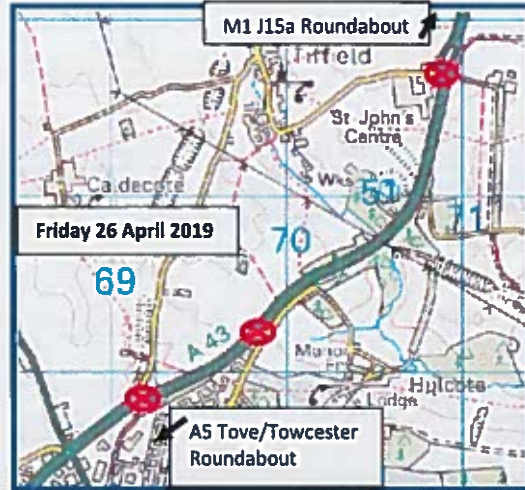 M1 J15a Roundabout
Tiffield
St John's
Centre
Wks
Caldecote
51
71
Friday 26 April 2019
70
69
A 43
Manor
Hulcote
Lodge
A5 Tove/Towcester
Roundabout